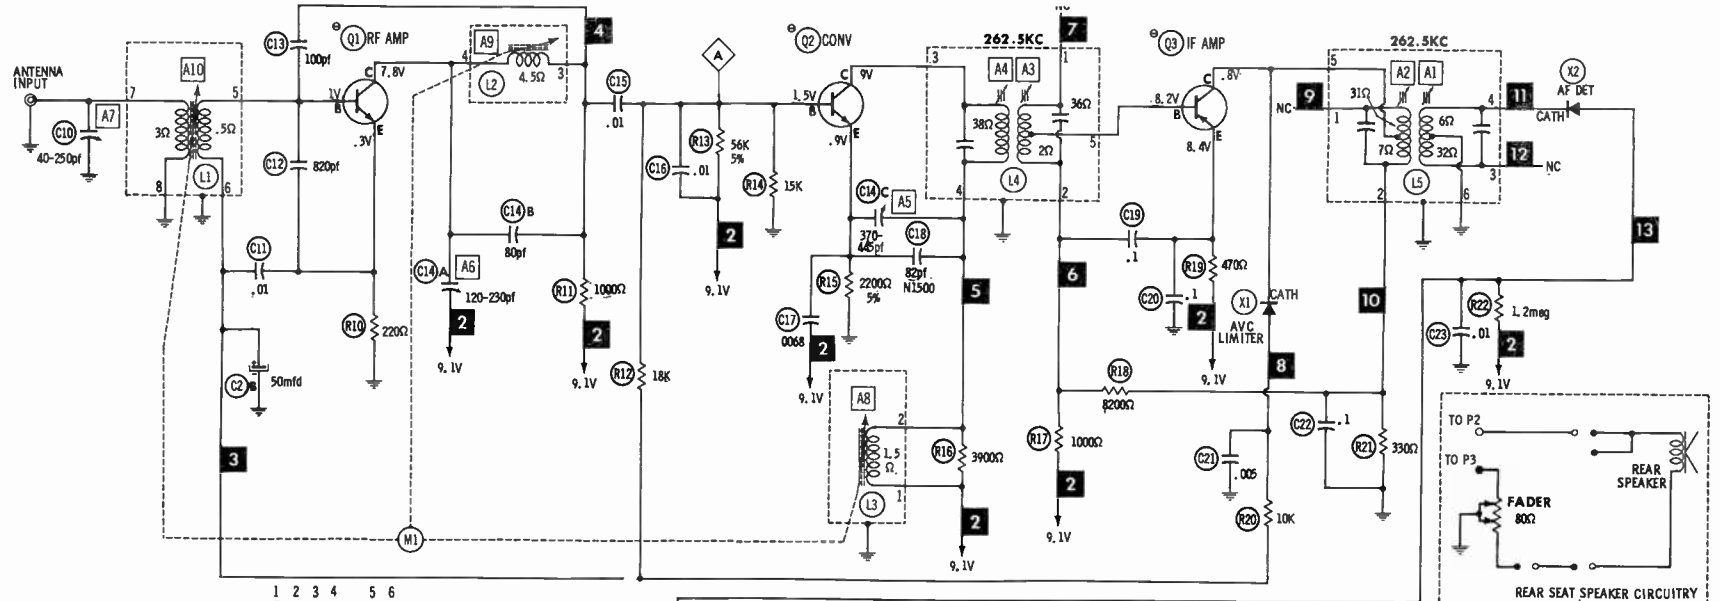 ANTENNA
INPUT
C10
40-250pf
A7
7
A10
3Ω
.5Ω
5
8
L1
6
C13
100pf
⊖ Q1 RF AMP
C 7.8V
1V
B
E
.3V
C12
820pf
C11
.01
C2 B
50mfd
3
R10
220Ω
A9
4
L2
4.5Ω
3
4
C14 B
80pf
C14 A
A6
120-230pf
2
9.1V
R11
1000Ω
2
9.1V
C15
.01
R12
18K
A
C16
.01
R13
56K
5%
R14
15K
2
9.1V
⊖ Q2 CONV
C
9V
1.5V
B
E
.9V
C14 C
A5
370-
445pf
C18
82pf
N1500
R15
2200Ω
5%
C17
0068
2
9.1V
A8
2
1.5
Ω
1
L3
R16
3900Ω
2
9.1V
M1
5
262.5KC
3
A4
A3
38Ω
36Ω
2Ω
L4
4
2
5
NC
7
1
6
C19
.1
C20
.1
R19
470Ω
2
9.1V
R18
8200Ω
R17
1000Ω
2
9.1V
⊖ Q3 IF AMP
C
.8V
8.2V
B
E
8.4V
X1
CATH
AVC
LIMITER
8
C21
.005
R20
10K
C22
.1
R21
330Ω
10
262.5KC
5
A2
A1
31Ω
6Ω
7Ω
32Ω
NC
9
1
2
L5
6
4
11
3
12
NC
X2
AF DET
CATH
13
C23
.01
R22
1.2meg
2
9.1V
TO P2
TO P3
REAR
SPEAKER
FADER
80Ω
REAR SEAT SPEAKER CIRCUITRY
1 2 3 4 5 6